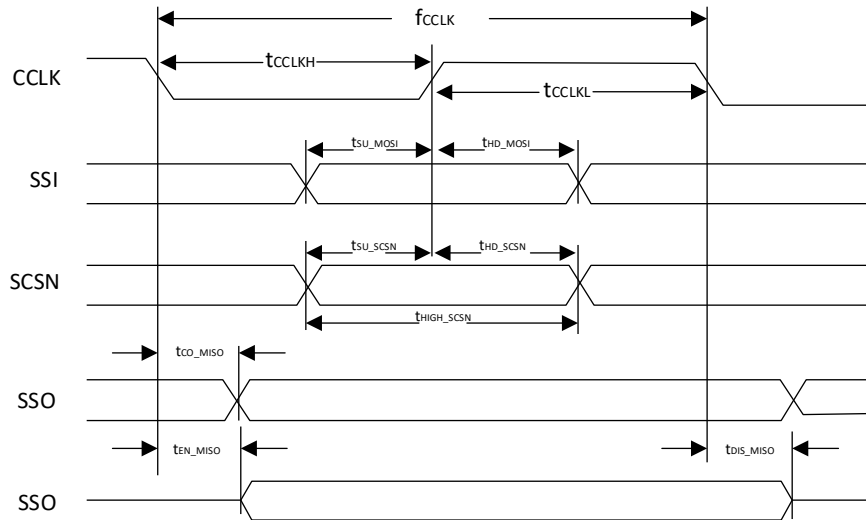 fCCLK
CCLK
tCCLKH
tCCLKL
SSI
tSU_MOSI
tHD_MOSI
SCSN
tSU_SCSN
tHD_SCSN
tHIGH_SCSN
tCO_MISO
SSO
tEN_MISO
tDIS_MISO
SSO